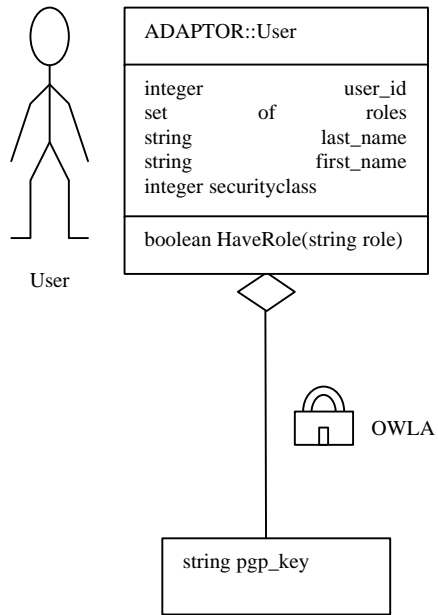 ADAPTOR::User
integer user_id
set of roles
string last_name
string first_name
integer securityclass
boolean HaveRole(string role)
User
OWLA
string pgp_key